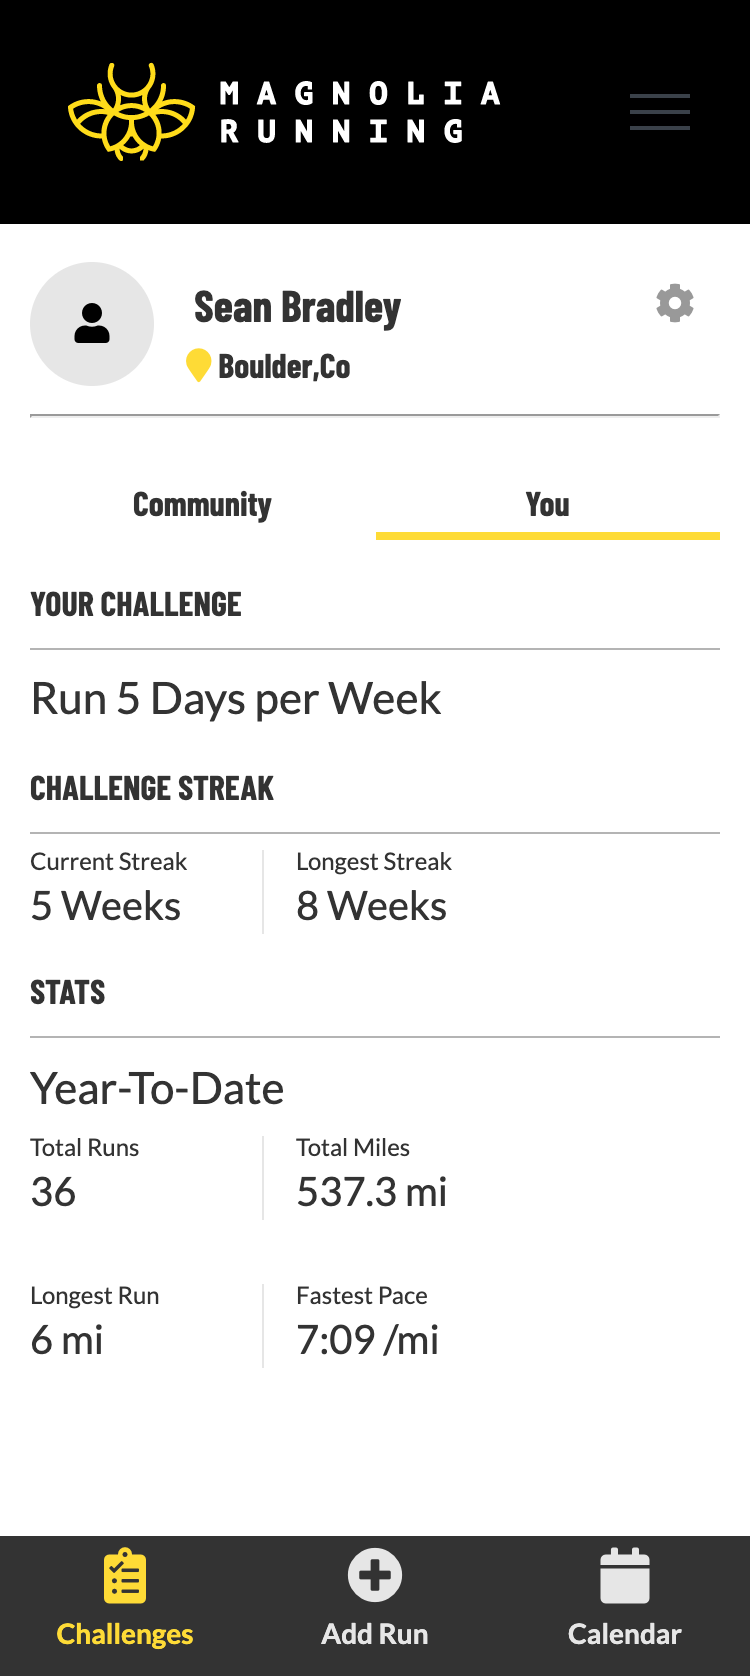 MAGNOLIA
RUNNING
Sean Bradley
Boulder,Co
Community You
YOUR CHALLENGE
Run 5 Days per Week
CHALLENGE STREAK
Current Streak Longest Streak
5 Weeks 8 Weeks
STATS
Year-To-Date
Total Runs Total Miles
36 537.3 mi
Longest Run Fastest Pace
6 mi 7:09 /mi
Challenges Add Run Calendar